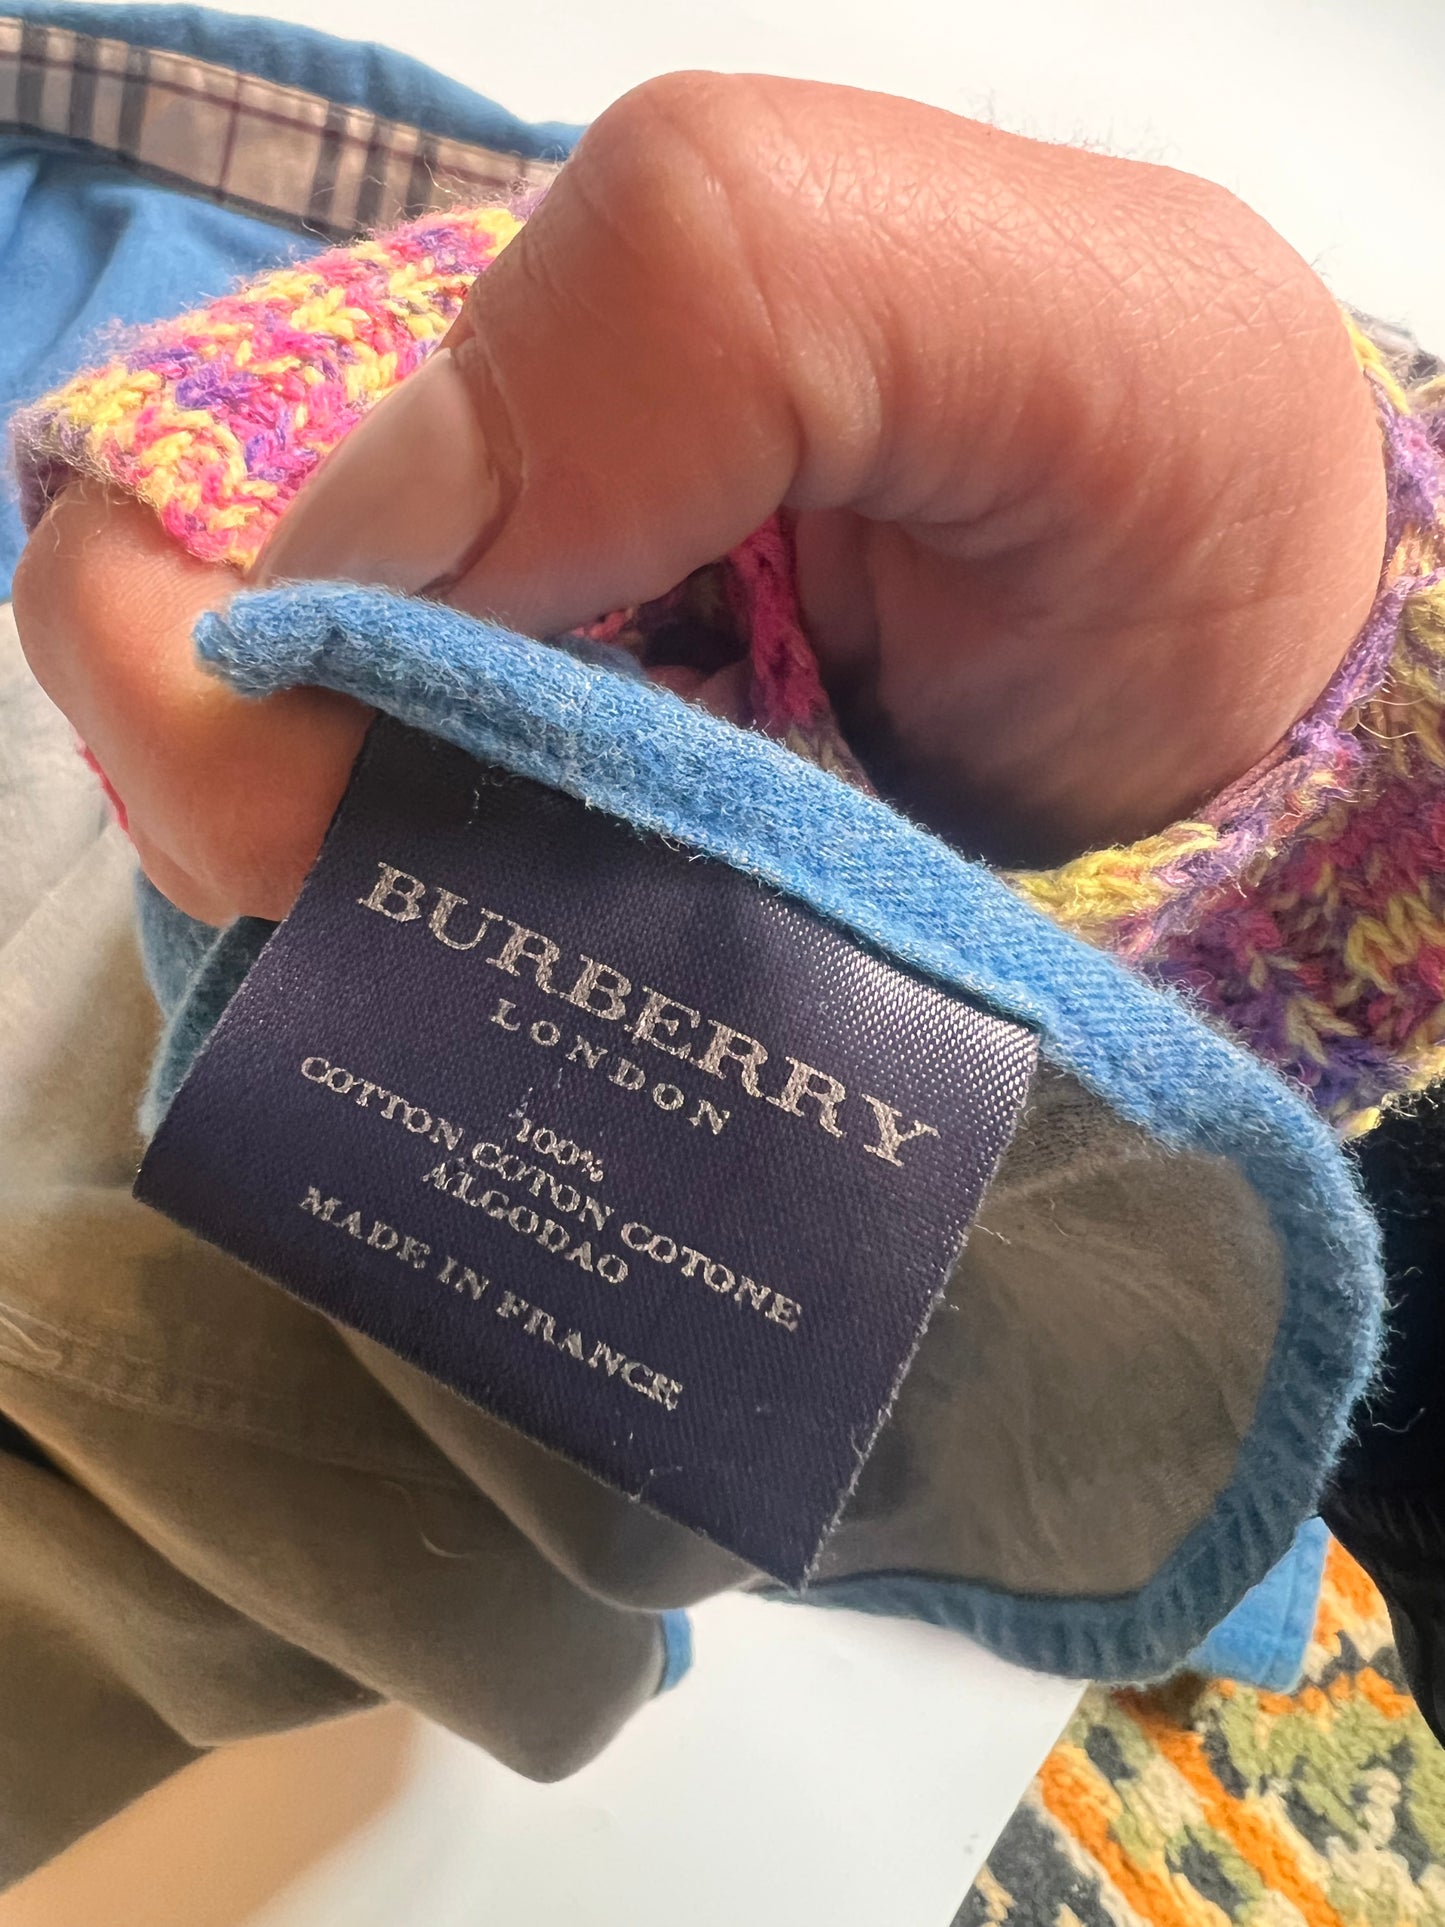 BURBERRY
LONDON
100%
COTTON COTON COTONE
ALGODAO
MADE IN FRANCE